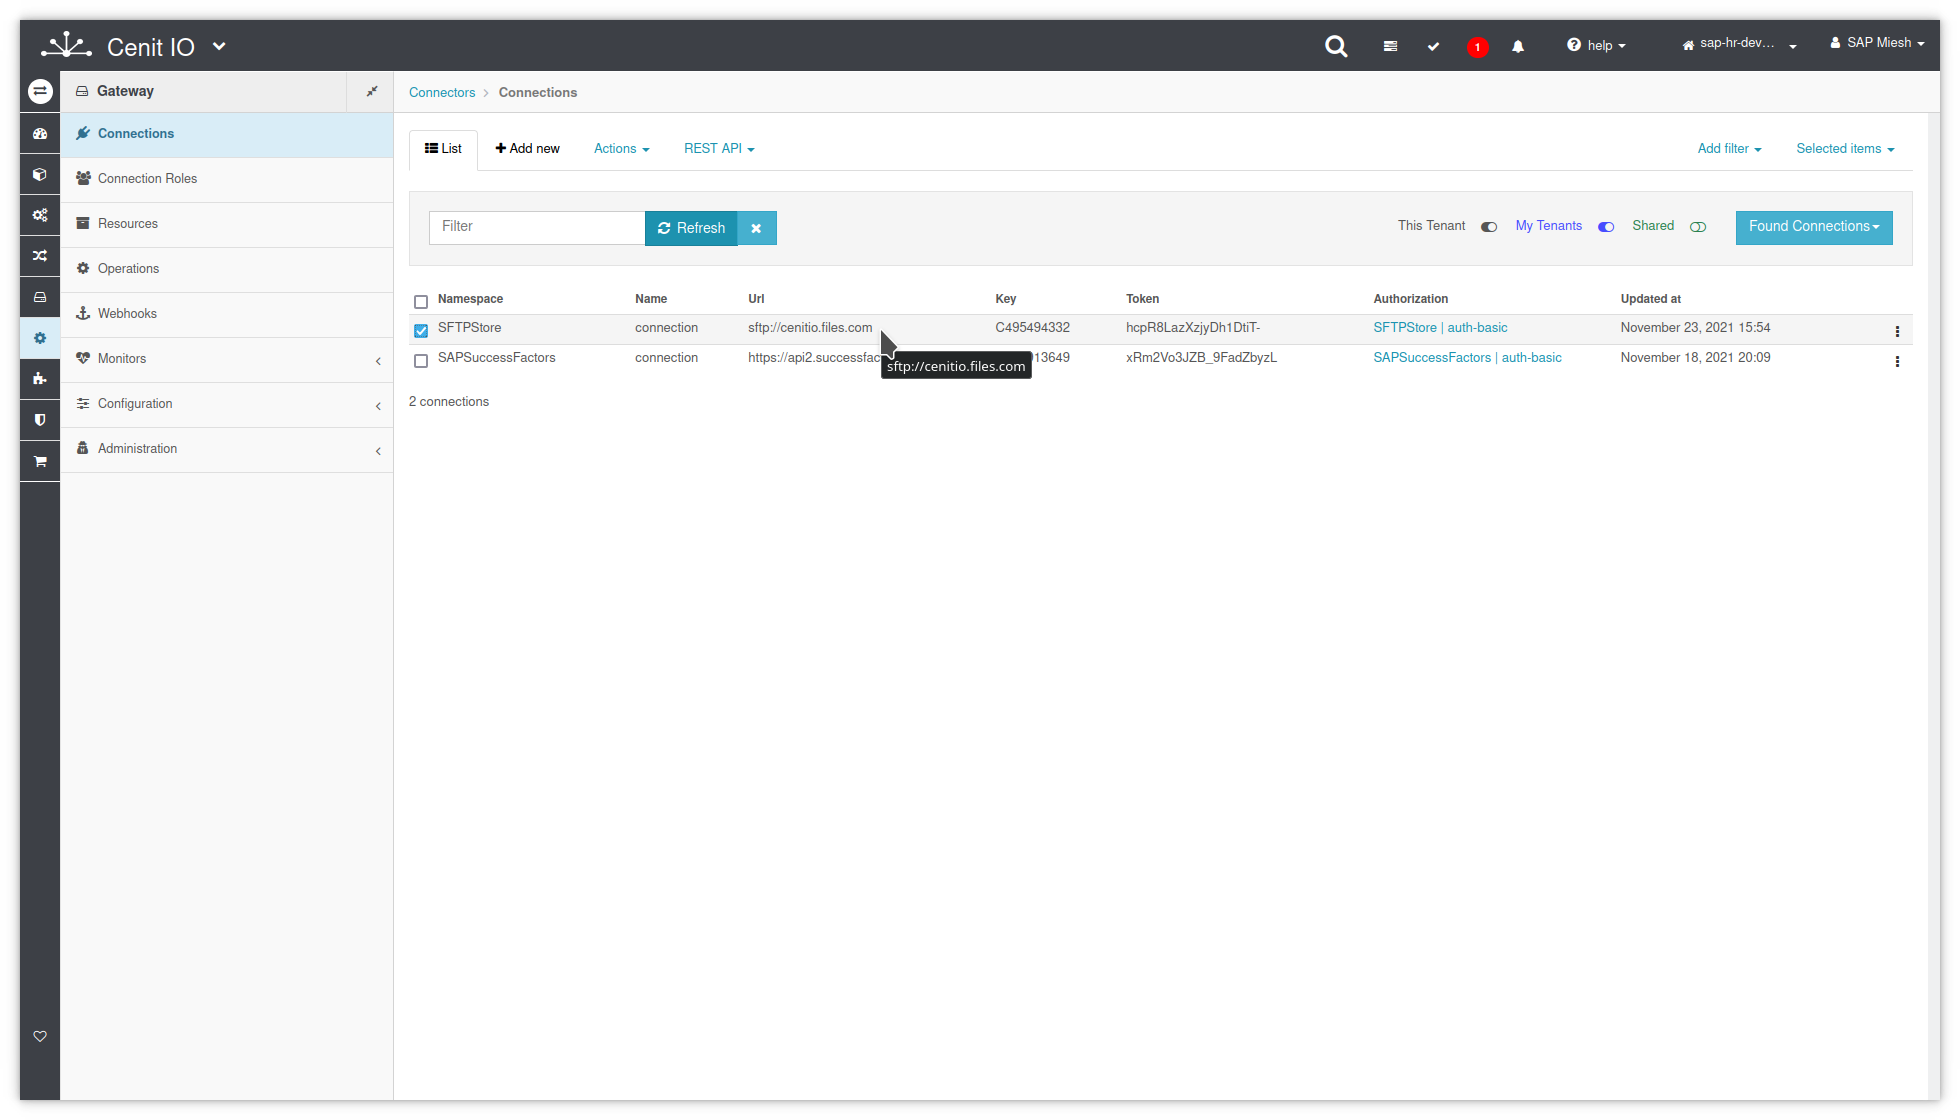 Cenit IO
1
help
sap-hr-dev...
SAP Miesh
Gateway
Connectors > Connections
Connections
Connection Roles
Resources
Operations
Webhooks
Monitors
Configuration
Administration
List
Add new
Actions
REST API
Add filter
Selected items
Filter
Refresh
This Tenant
My Tenants
Shared
Found Connections
Namespace Name Url Key Token Authorization Updated at
SFTPStore connection sftp://cenitio.files.com C495494332 hcpR8LazXzjyDh1DtiT- SFTPStore | auth-basic November 23, 2021 15:54
SAPSuccessFactors connection https://api2.successfac 13649 xRm2Vo3JZB_9FadZbyzL SAPSuccessFactors | auth-basic November 18, 2021 20:09
sftp://cenitio.files.com
2 connections